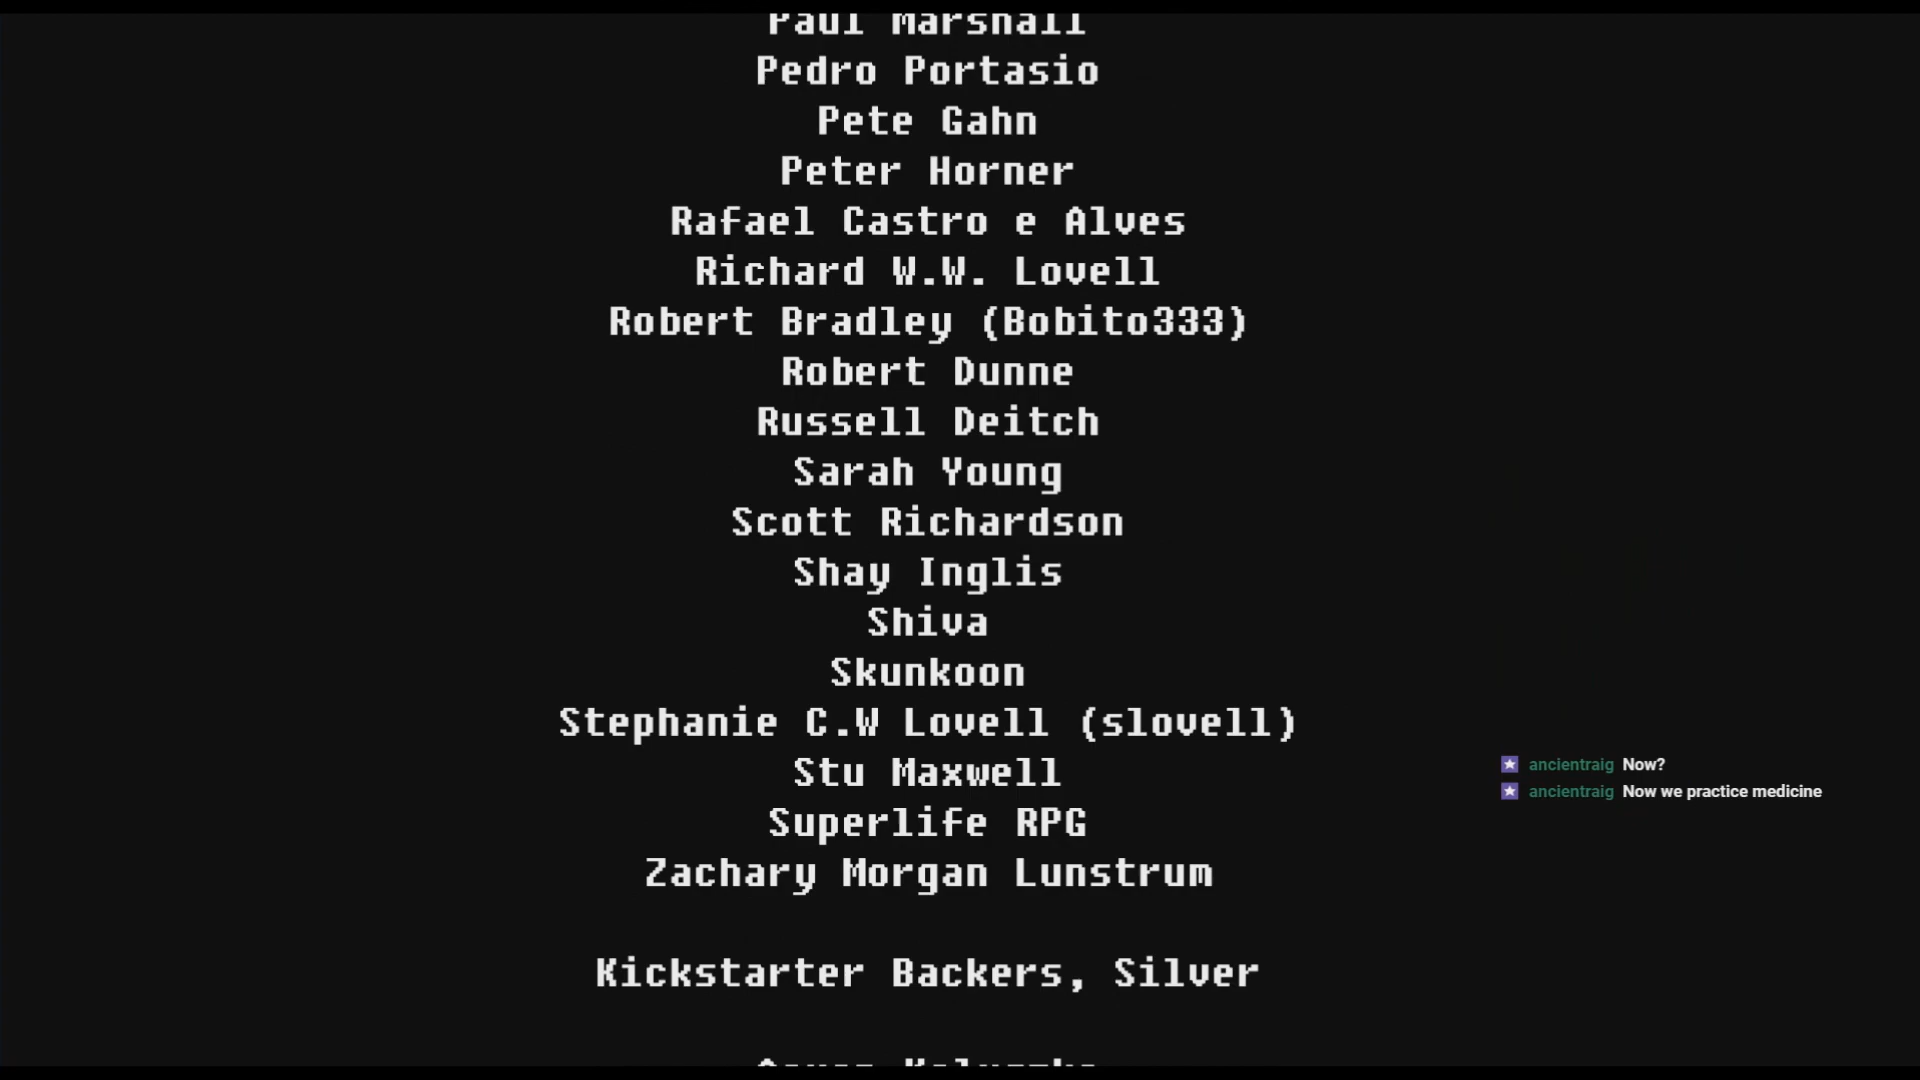 Paul Marshall
Pedro Portasio
Pete Gahn
Peter Horner
Rafael Castro e Alves
Richard W.W. Lovell
Robert Bradley (Bobito333)
Robert Dunne
Russell Deitch
Sarah Young
Scott Richardson
Shay Inglis
Shiva
Skunkoon
Stephanie C.W Lovell (slovell)
Stu Maxwell
Superlife RPG
Zachary Morgan Lunstrum
Kickstarter Backers, Silver
ancientraig Now?
ancientraig Now we practice medicine